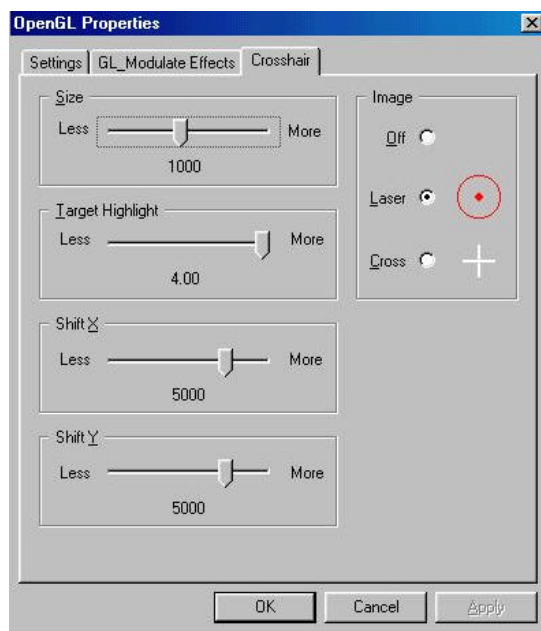 OpenGL Properties
Settings GL_Modulate Effects Crosshair
Size
Less More
1000
Target Highlight
Less More
4.00
Shift X
Less More
5000
Shift Y
Less More
5000
Image
Off
Laser
Cross
OK Cancel Apply